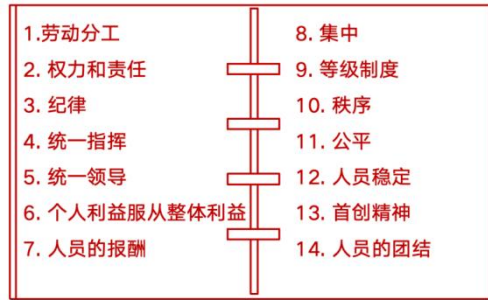 1.劳动分工
2. 权力和责任
3. 纪律
4. 统一指挥
5. 统一领导
6. 个人利益服从整体利益
7. 人员的报酬
8. 集中
9. 等级制度
10. 秩序
11. 公平
12. 人员稳定
13. 首创精神
14. 人员的团结